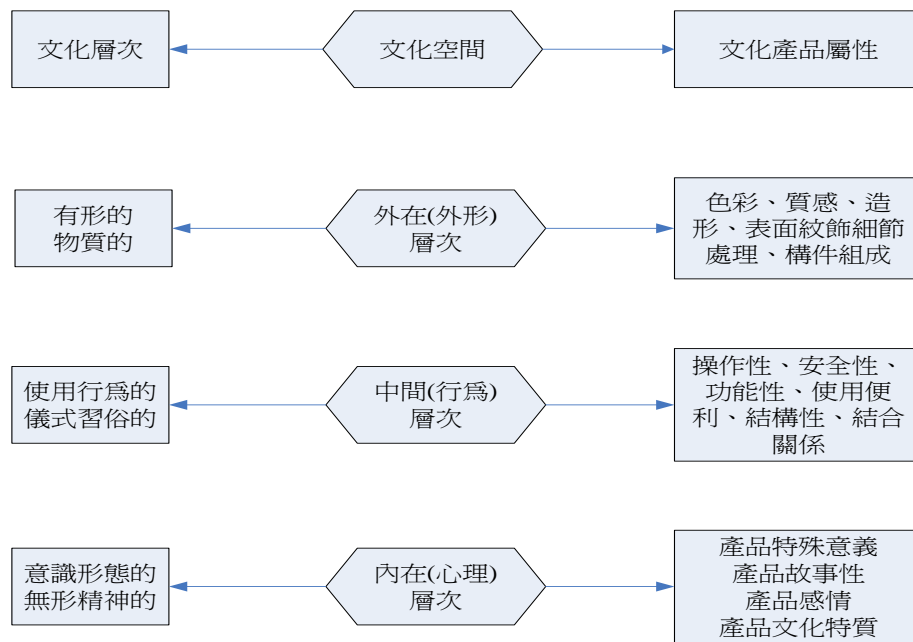 文化層次
文化空間
文化產品屬性
有形的
物質的
外在(外形)
層次
色彩、質感、造
形、表面紋飾細節
處理、構件組成
使用行爲的
儀式習俗的
中間(行爲)
層次
操作性、安全性、
功能性、使用便
利、結構性、結合
關係
意識形態的
無形精神的
內在(心理)
層次
產品特殊意義
產品故事性
產品感情
產品文化特質